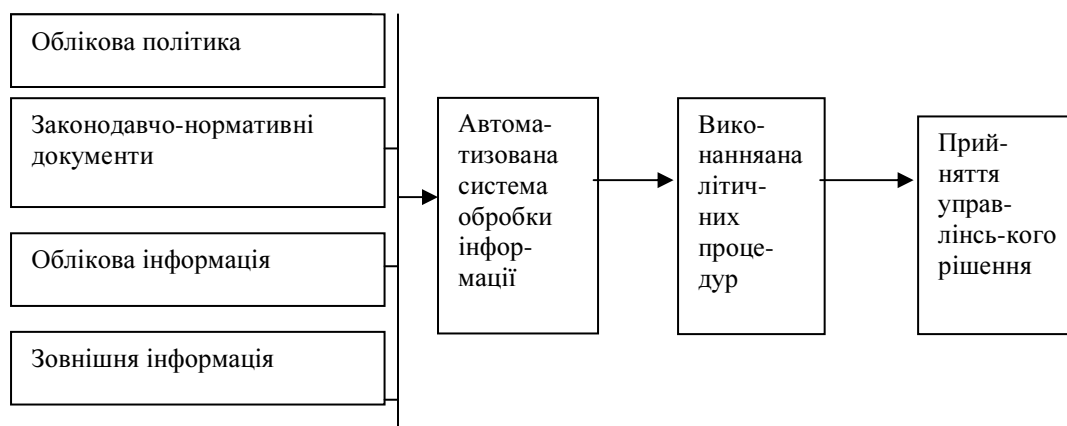 Облікова політика
Законодавчо-нормативні
документи
Облікова інформація
Зовнішня інформація
Автома-
тизована
система
обробки
інфор-
мації
Вико-
нанняана
літич-
них
проце-
дур
Прий-
няття
управ-
лінсь-кого
рішення